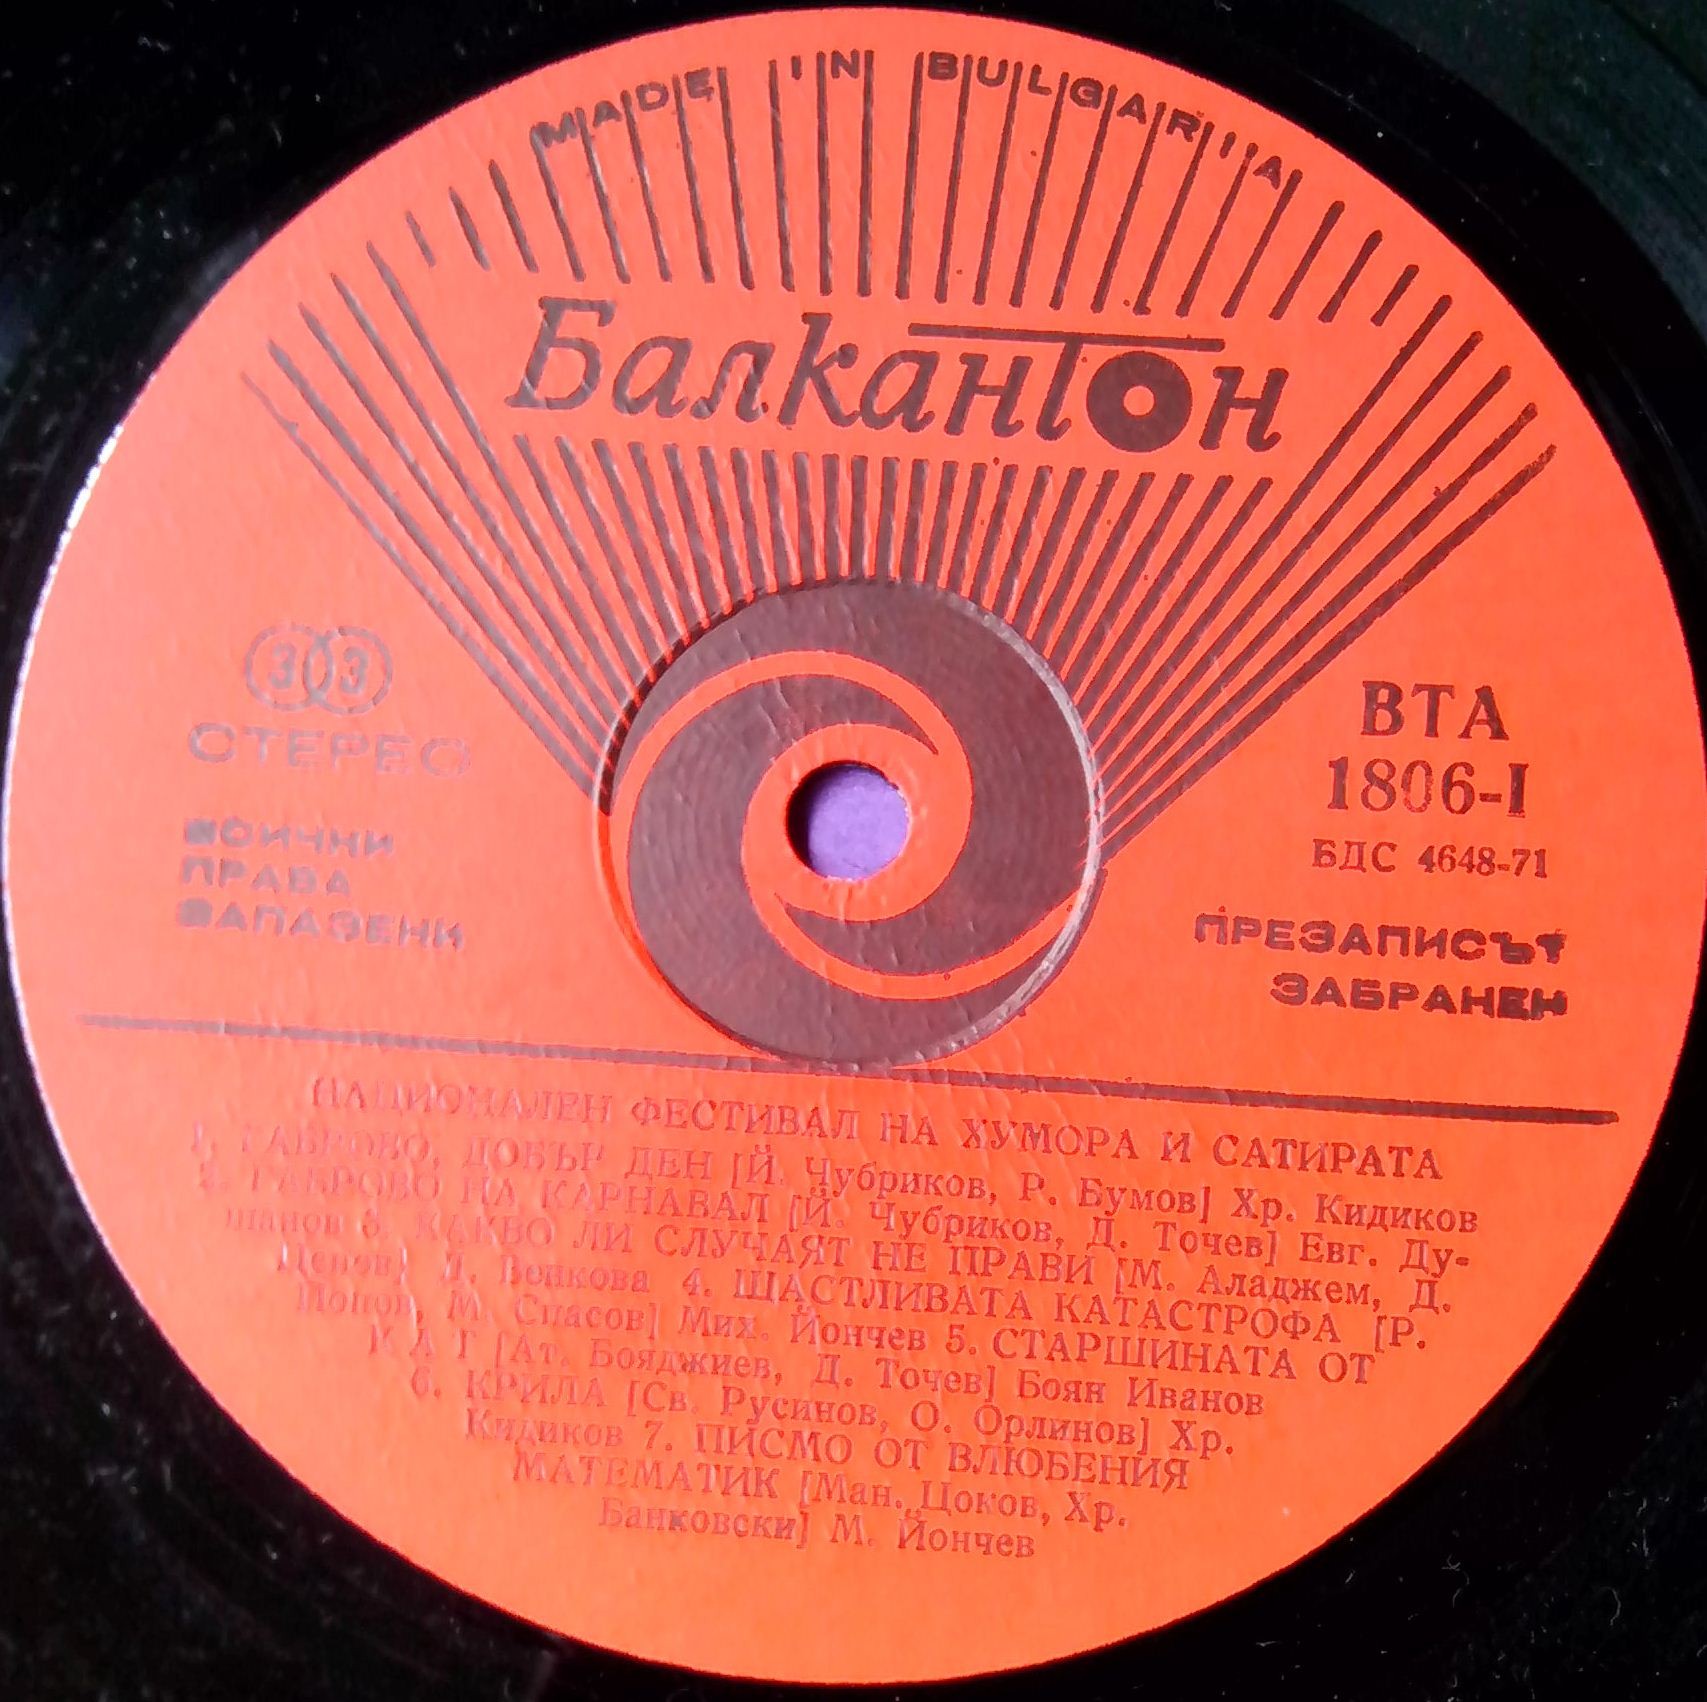 MADE IN BULGARIA
Балкантон
33
СТЕРЕО
ВСИЧКИ
ПРАВА
ЗАПАЗЕНИ
ВТА
1806-I
БДС 4648-71
ПРЕЗАПИСЪТ
ЗАБРАНЕН
НАЦИОНАЛЕН ФЕСТИВАЛ НА ХУМОРА И САТИРАТА
1. ГАБРОВО, ДОБЪР ДЕН [Й. Чубриков, Р. Бумов] Хр. Кидиков
2. ГАБРОВО НА КАРНАВАЛ [Й. Чубриков, Д. Точев] Евг. Ду-
шанов 3. КАКВО ЛИ СЛУЧАЯТ НЕ ПРАВИ [М. Аладжем, Д.
Ценов] Д. Венкова 4. ЩАСТЛИВАТА КАТАСТРОФА [Р.
Попов, М. Спасов] Мих. Йончев 5. СТАРШИНАТА ОТ
КАТ [Ат. Бояджиев, Д. Точев] Боян Иванов
6. КРИЛА [Св. Русинов, О. Орлинов] Хр.
Кидиков 7. ПИСМО ОТ ВЛЮБЕНИЯ
МАТЕМАТИК [Ман. Цоков, Хр.
Банковски] М. Йончев